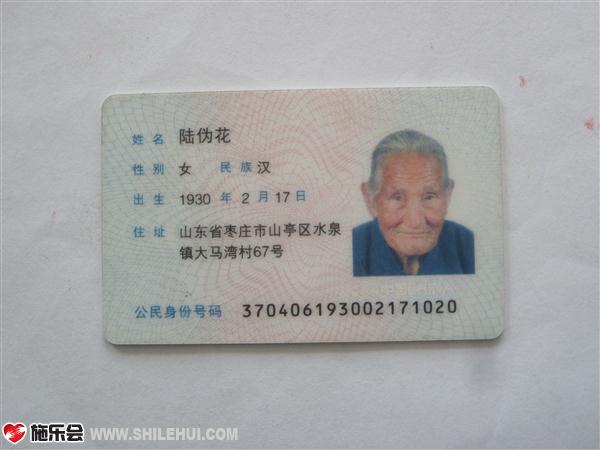 姓名 陆伪花
性别 女 民族 汉
出生 1930 年 2 月 17 日
住址 山东省枣庄市山亭区水泉
镇大马湾村67号
公民身份号码 370406193002171020
施乐会 WWW.SHILEHUI.COM